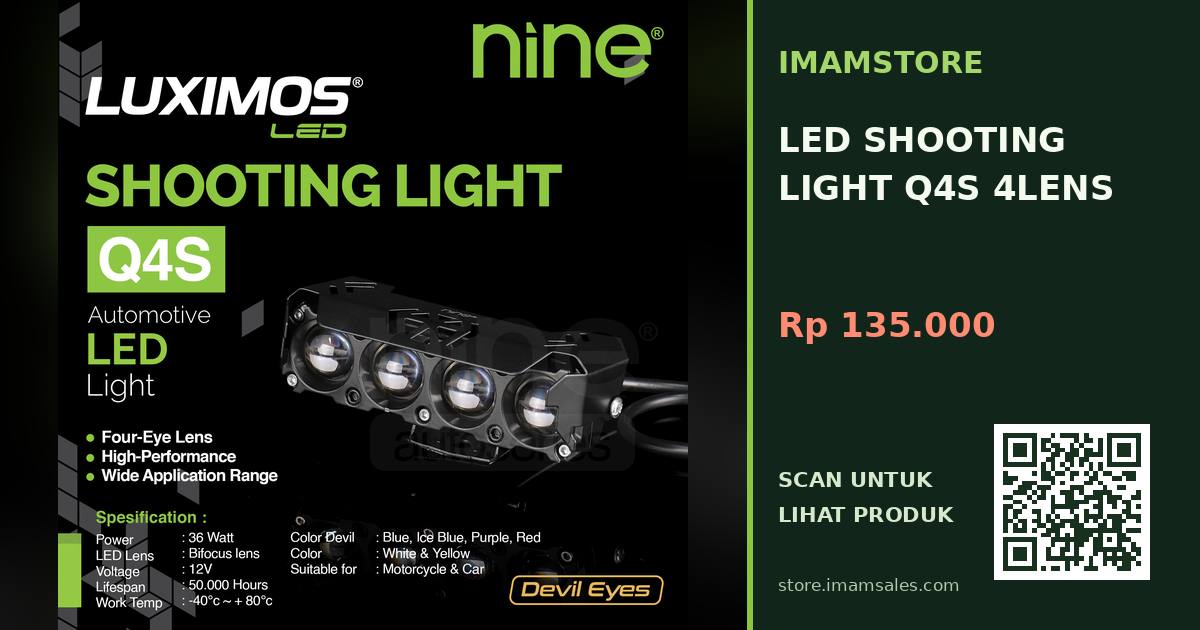 nine®
LUXIMOS®
LED
SHOOTING LIGHT
Q4S
Automotive
LED
Light
Four-Eye Lens
High-Performance
Wide Application Range
Spesification :
Power : 36 Watt
LED Lens : Bifocus lens
Voltage : 12V
Lifespan : 50.000 Hours
Work Temp : -40°c ~ + 80°c
Color Devil : Blue, Ice Blue, Purple, Red
Color : White & Yellow
Suitable for : Motorcycle & Car
Devil Eyes
IMAMSTORE
LED SHOOTING
LIGHT Q4S 4LENS
Rp 135.000
SCAN UNTUK
LIHAT PRODUK
store.imamsales.com